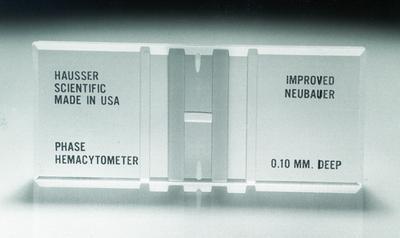 HAUSSER
SCIENTIFIC
MADE IN USA
PHASE
HEMACYTOMETER
IMPROVED
NEUBAUER
0.10 MM. DEEP